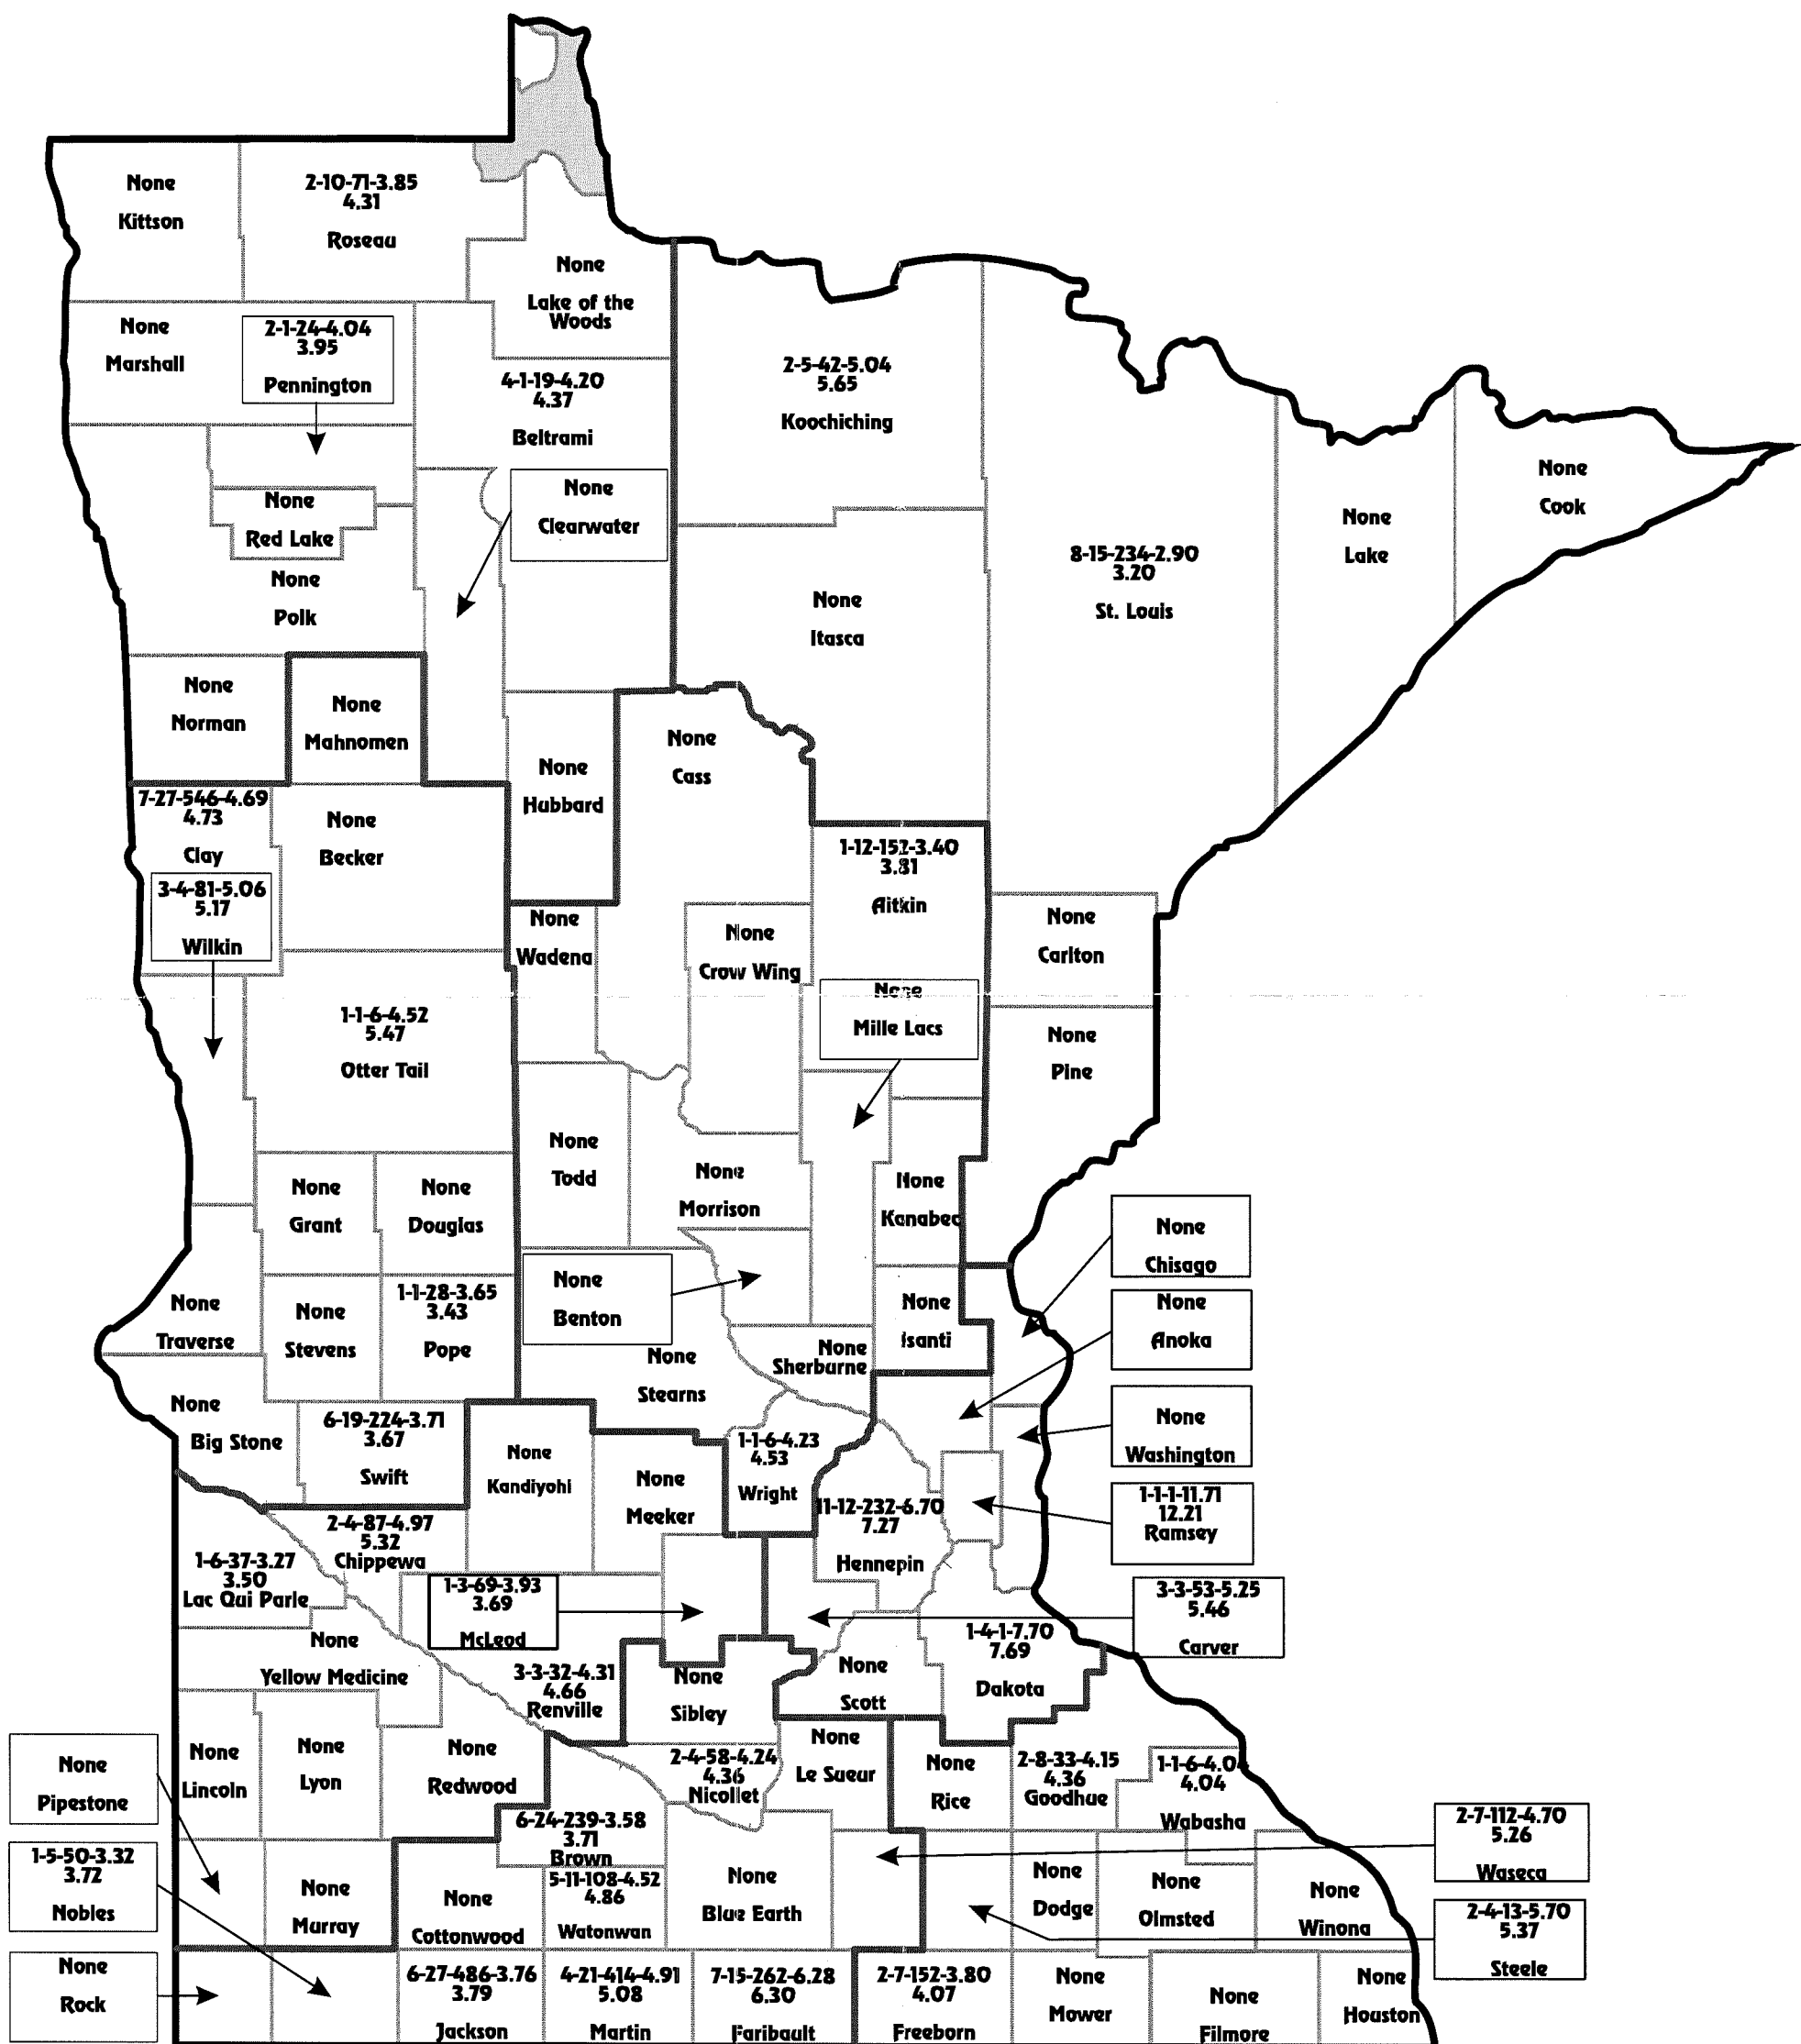 None
Kittson
2-10-71-3.85
4.31
Roseau
None
Lake of the
Woods
None
Marshall
2-1-24-4.04
3.95
Pennington
4-1-19-4.20
4.37
Beltrami
2-5-42-5.04
5.65
Koochiching
None
Clearwater
None
Red Lake
None
Polk
None
Cook
None
Lake
8-15-234-2.90
3.20
St. Louis
None
Itasca
None
Norman
None
Mahnomen
None
Cass
None
Hubbard
7-27-546-4.69
4.73
Clay
None
Becker
1-12-152-3.40
3.81
Aitkin
3-4-81-5.06
5.17
Wilkin
None
Wadena
None
Crow Wing
None
Carlton
None
Mille Lacs
1-1-6-4.52
5.47
Otter Tail
None
Pine
None
Todd
None
Morrison
None
Kanabec
None
Grant
None
Douglas
None
Chisago
None
Benton
None
Traverse
None
Stevens
1-1-28-3.65
3.43
Pope
None
Isanti
None
Anoka
None
Sherburne
None
Stearns
None
Big Stone
6-19-224-3.71
3.67
Swift
None
Kandiyohi
None
Meeker
1-1-6-4.23
4.53
Wright
None
Washington
11-12-232-6.70
7.27
Hennepin
1-1-1-11.71
12.21
Ramsey
2-4-87-4.97
5.32
Chippewa
1-6-37-3.27
3.50
Lac Qui Parle
1-3-69-3.93
3.69
McLeod
3-3-53-5.25
5.46
Carver
None
Yellow Medicine
3-3-32-4.31
4.66
Renville
None
Sibley
None
Scott
1-4-1-7.70
7.69
Dakota
None
Pipestone
None
Lincoln
None
Lyon
None
Redwood
2-4-58-4.24
4.36
Nicollet
None
Le Sueur
None
Rice
2-8-33-4.15
4.36
Goodhue
1-1-6-4.0
4.04
Wabasha
6-24-239-3.58
3.71
Brown
2-7-112-4.70
5.26
Waseca
1-5-50-3.32
3.72
Nobles
None
Murray
None
Cottonwood
5-11-108-4.52
4.86
Watonwan
None
Blue Earth
None
Dodge
None
Olmsted
None
Winona
2-4-13-5.70
5.37
Steele
None
Rock
6-27-486-3.76
3.79
Jackson
4-21-414-4.91
5.08
Martin
7-15-262-6.28
6.30
Faribault
2-7-152-3.80
4.07
Freeborn
None
Mower
None
Filmore
None
Houston